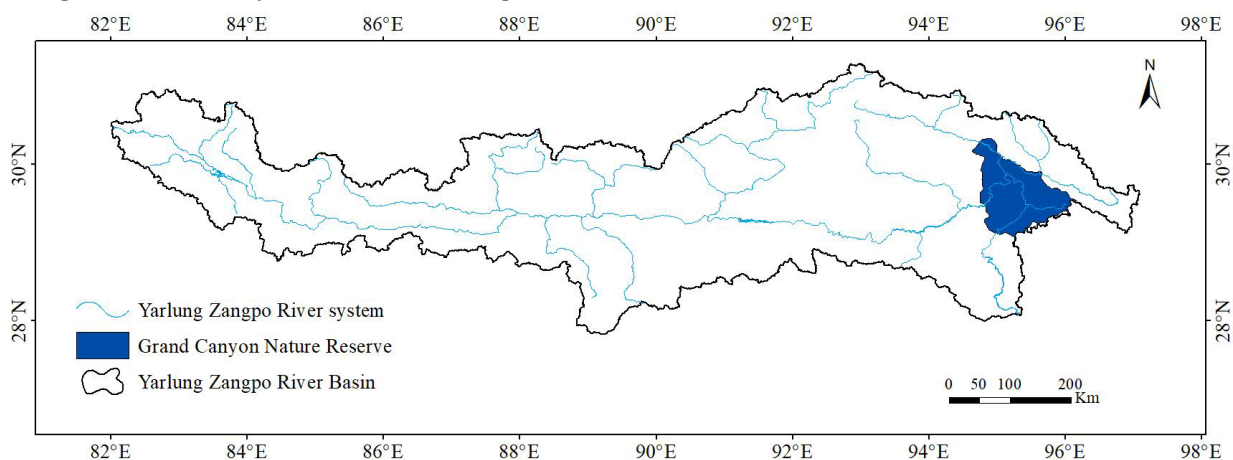 82°E 84°E 86°E 88°E 90°E 92°E 94°E 96°E 98°E
N
30°N 30°N
28°N 28°N
Yarlung Zangpo River system
Grand Canyon Nature Reserve
Yarlung Zangpo River Basin
0 50 100 200
Km
82°E 84°E 86°E 88°E 90°E 92°E 94°E 96°E 98°E